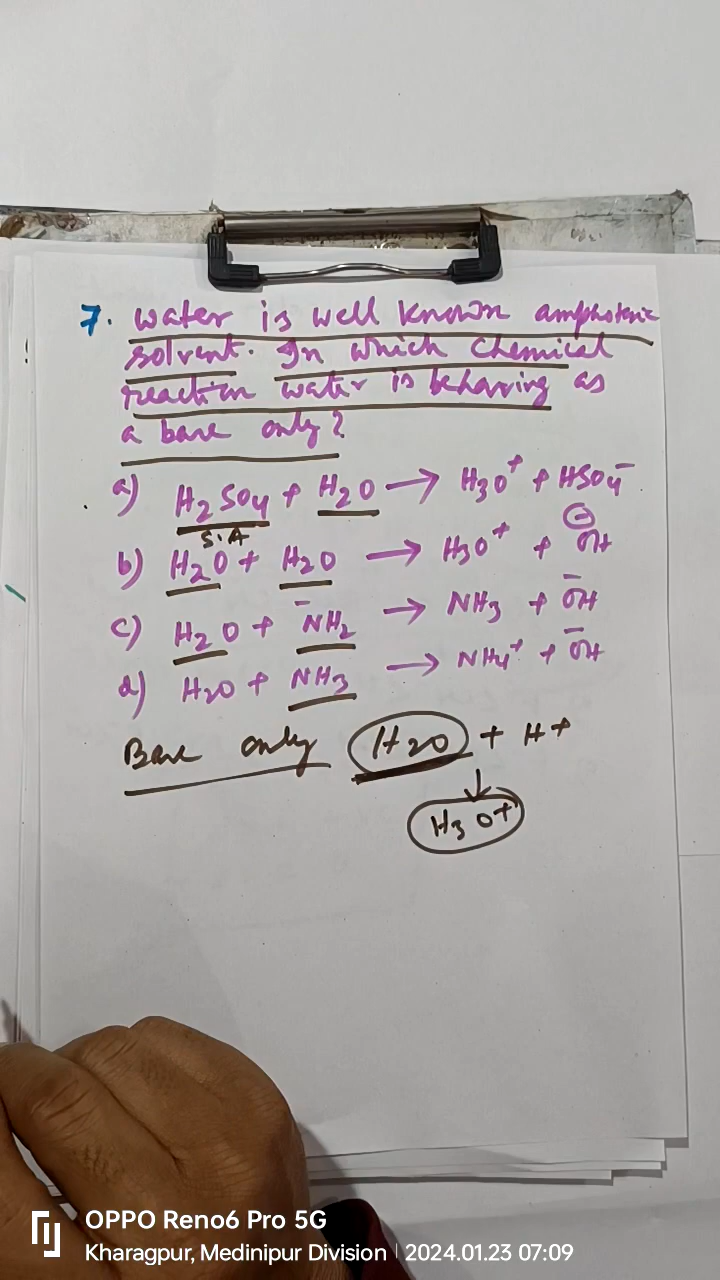 7. water is well known amphoteric
solvent. In which chemical
reaction water is behaving as
a base only?
a) H₂SO₄ + H₂O → H₃O⁺ + HSO₄⁻
S.A
b) H₂O + H₂O → H₃O⁺ + ⊖OH
c) H₂O + ⁻NH₂ → NH₃ + ⁻OH
d) H₂O + NH₃ → NH₄⁺ + ⁻OH
Base only H₂O + H+
↓
H₃O+
OPPO Reno6 Pro 5G
Kharagpur, Medinipur Division | 2024.01.23 07:09